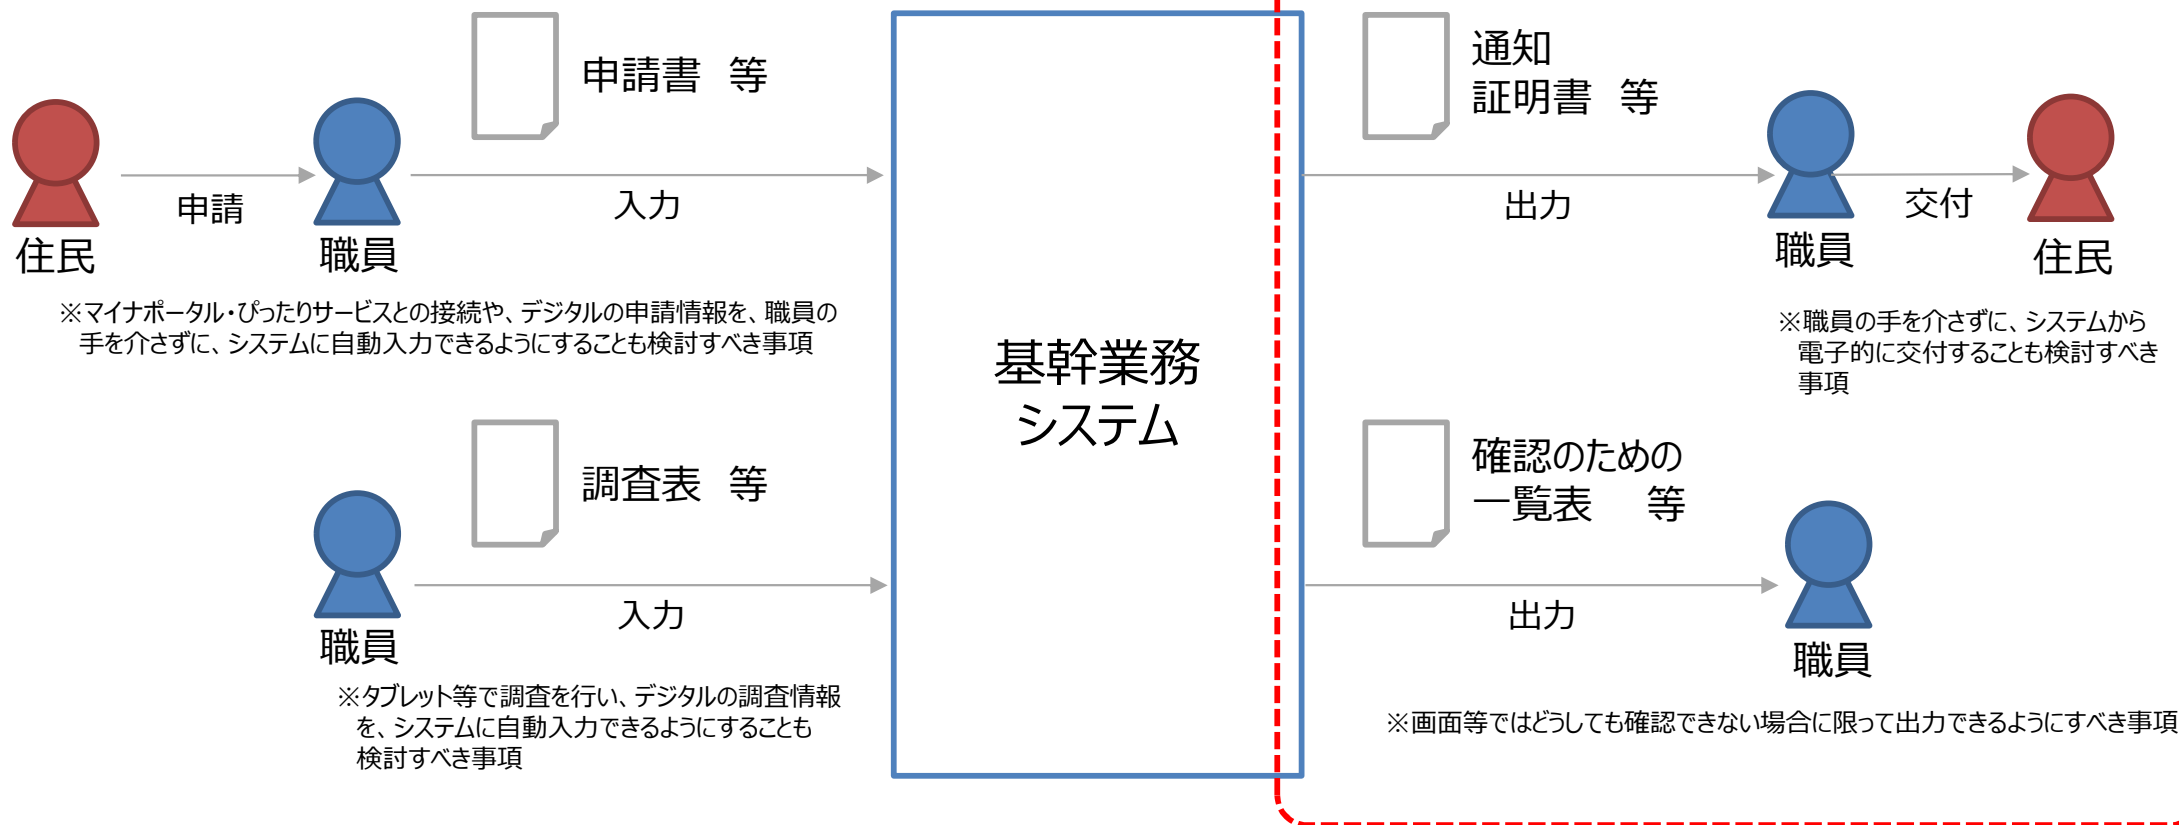 申請書　等
申請
入力
住民
職員
※マイナポータル・ぴったりサービスとの接続や、デジタルの申請情報を、職員の
手を介さずに、システムに自動入力できるようにすることも検討すべき事項
調査表　等
入力
職員
※タブレット等で調査を行い、デジタルの調査情報
を、システムに自動入力できるようにすることも
検討すべき事項
基幹業務
システム
通知
証明書　等
出力
交付
職員
住民
※職員の手を介さずに、システムから
電子的に交付することも検討すべき
事項
確認のための
一覧表　等
出力
職員
※画面等ではどうしても確認できない場合に限って出力できるようにすべき事項